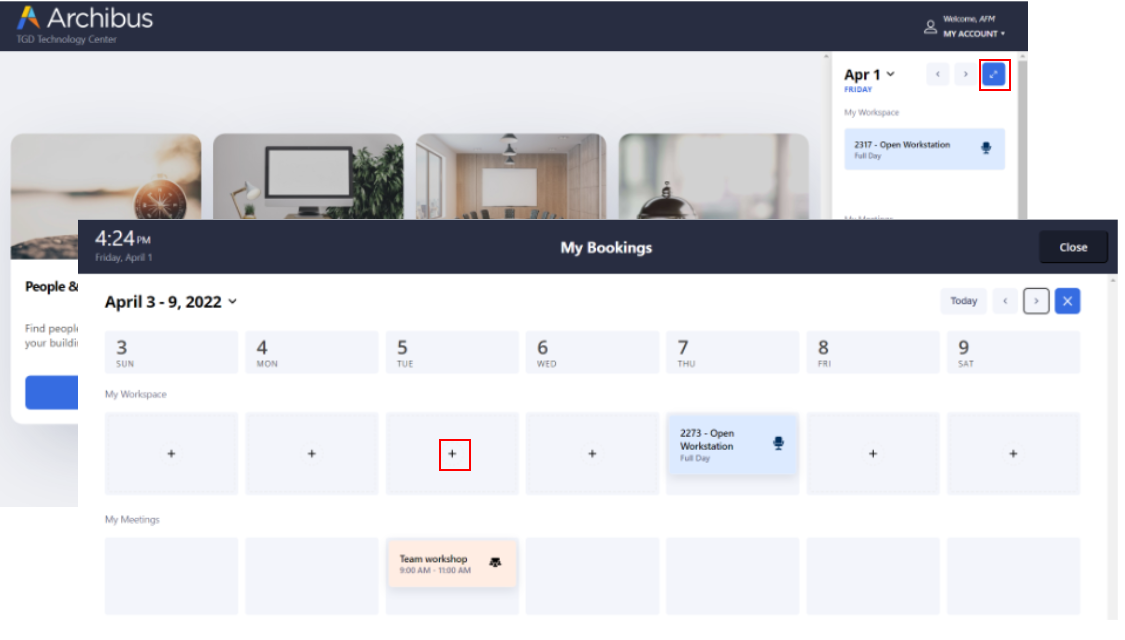 Archibus
TGD Technology Center
Welcome, AFM
MY ACCOUNT
Apr 1
FRIDAY
My Workspace
2317 - Open Workstation
Full Day
My Meetings
People &
Find people
your buildi
4:24 PM
Friday, April 1
My Bookings
Close
April 3 - 9, 2022
Today
3
SUN
4
MON
5
TUE
6
WED
7
THU
8
FRI
9
SAT
My Workspace
+
+
+
+
2273 - Open
Workstation
Full Day
+
+
My Meetings
Team workshop
9:00 AM - 11:00 AM